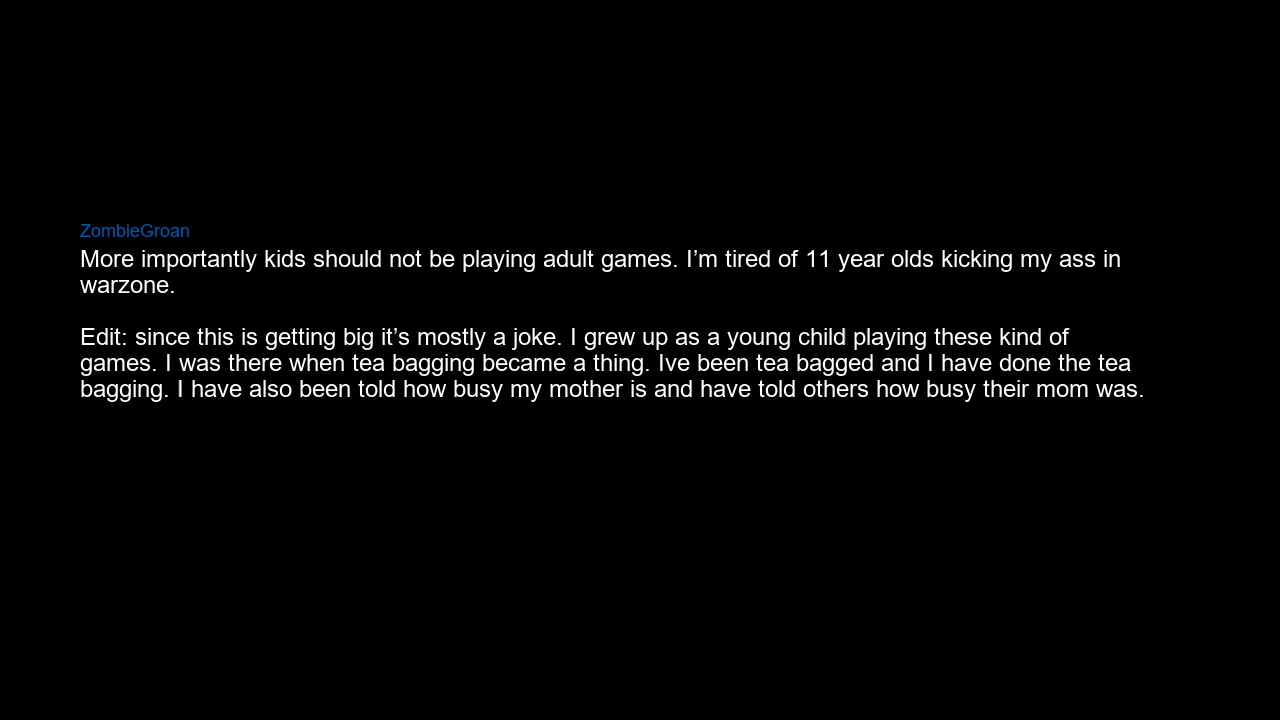 ZombieGroan
More importantly kids should not be playing adult games. I’m tired of 11 year olds kicking my ass in
warzone.
Edit: since this is getting big it’s mostly a joke. I grew up as a young child playing these kind of
games. I was there when tea bagging became a thing. Ive been tea bagged and I have done the tea
bagging. I have also been told how busy my mother is and have told others how busy their mom was.